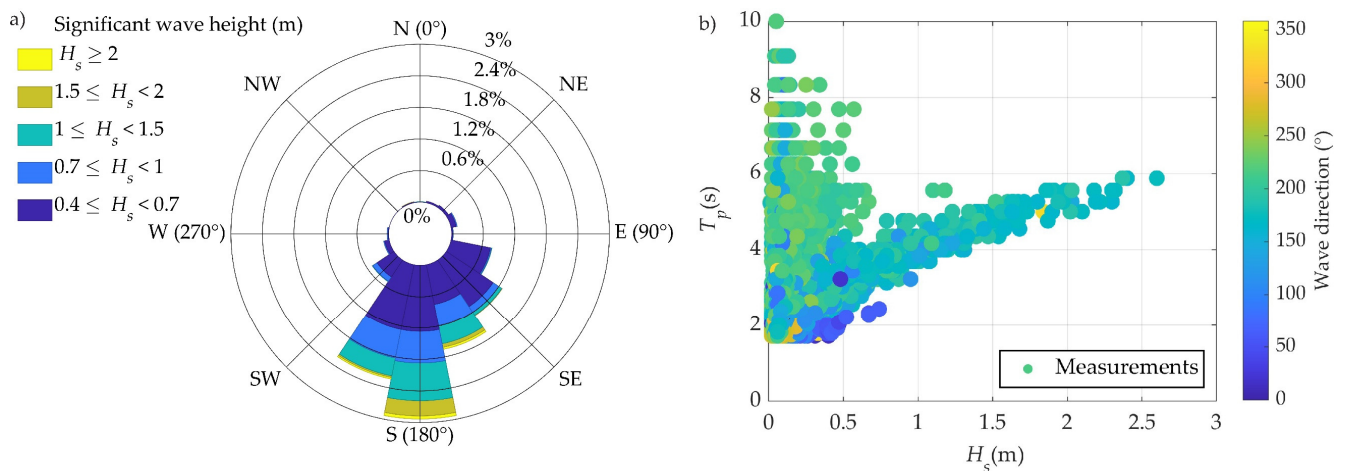 a)
Significant wave height (m)
H_s ≥ 2
1.5 ≤ H_s < 2
1 ≤ H_s < 1.5
0.7 ≤ H_s < 1
0.4 ≤ H_s < 0.7
N (0°)
NE
E (90°)
SE
S (180°)
SW
W (270°)
NW
3%
2.4%
1.8%
1.2%
0.6%
0%
b)
10
8
6
4
2
0
T_p(s)
0
0.5
1
1.5
2
2.5
3
H_s(m)
Measurements
350
300
250
200
150
100
50
0
Wave direction (°)